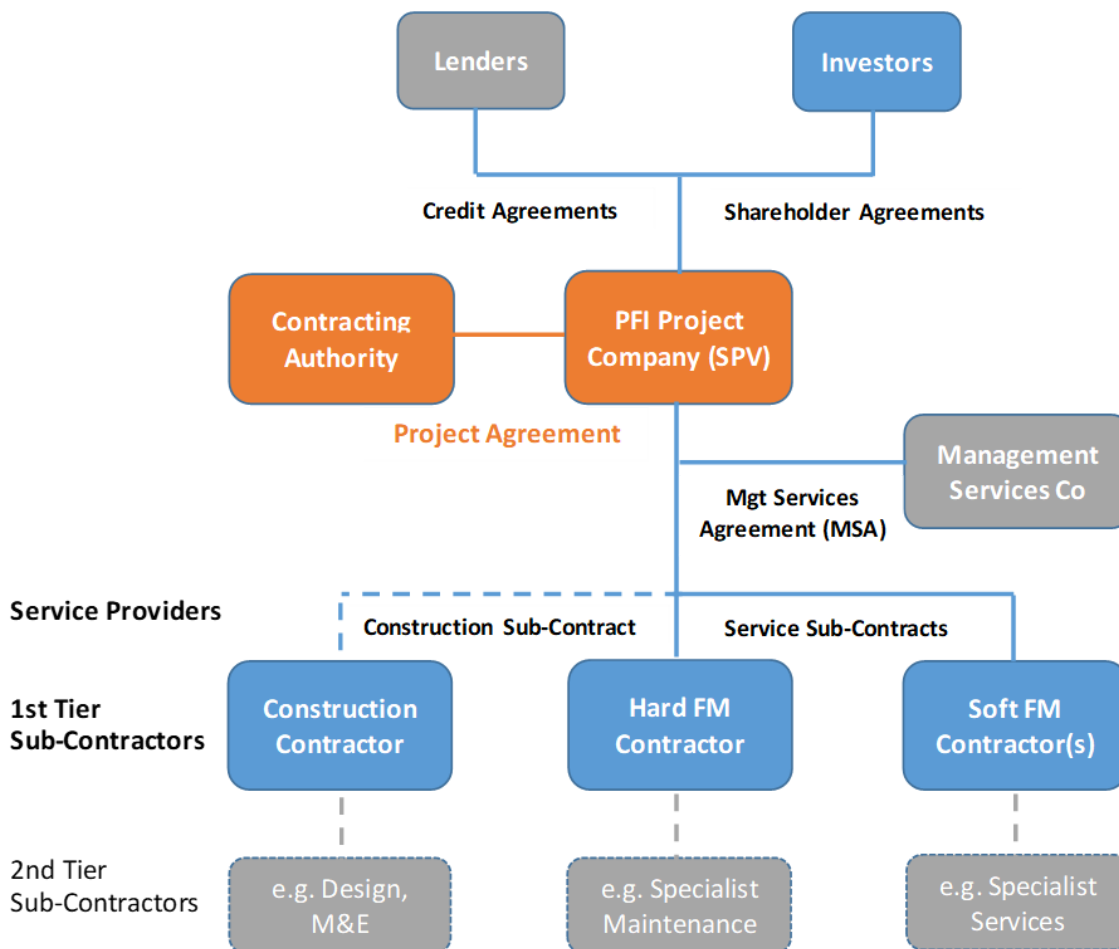 Lenders
Investors
Credit Agreements
Shareholder Agreements
Contracting
Authority
PFI Project
Company (SPV)
Project Agreement
Management
Services Co
Mgt Services
Agreement (MSA)
Service Providers
Construction Sub-Contract
Service Sub-Contracts
1st Tier
Sub-Contractors
Construction
Contractor
Hard FM
Contractor
Soft FM
Contractor(s)
2nd Tier
Sub-Contractors
e.g. Design,
M&E
e.g. Specialist
Maintenance
e.g. Specialist
Services